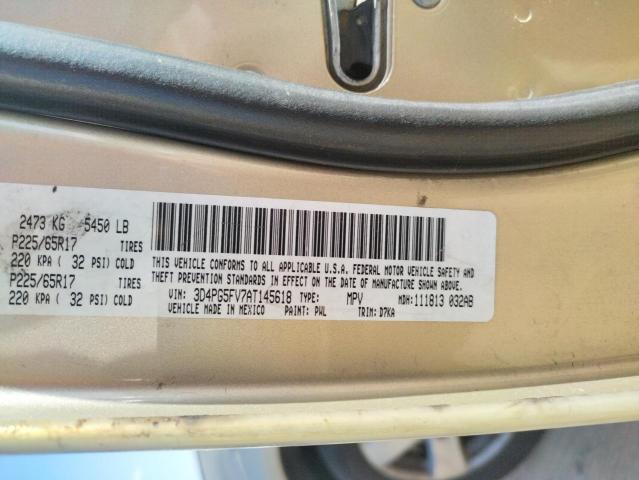 2473 KG 5450 LB
P225/65R17 TIRES
220 KPA ( 32 PSI) COLD
P225/65R17 TIRES
220 KPA ( 32 PSI) COLD
THIS VEHICLE CONFORMS TO ALL APPLICABLE U.S.A. FEDERAL MOTOR VEHICLE SAFETY AND
THEFT PREVENTION STANDARDS IN EFFECT ON THE DATE OF MANUFACTURE SHOWN ABOVE.
VIN: 3D4PG5FV7AT145618 TYPE: MPV MDH: 111813 032AB
VEHICLE MADE IN MEXICO PAINT: PWL TRIM: D7KA